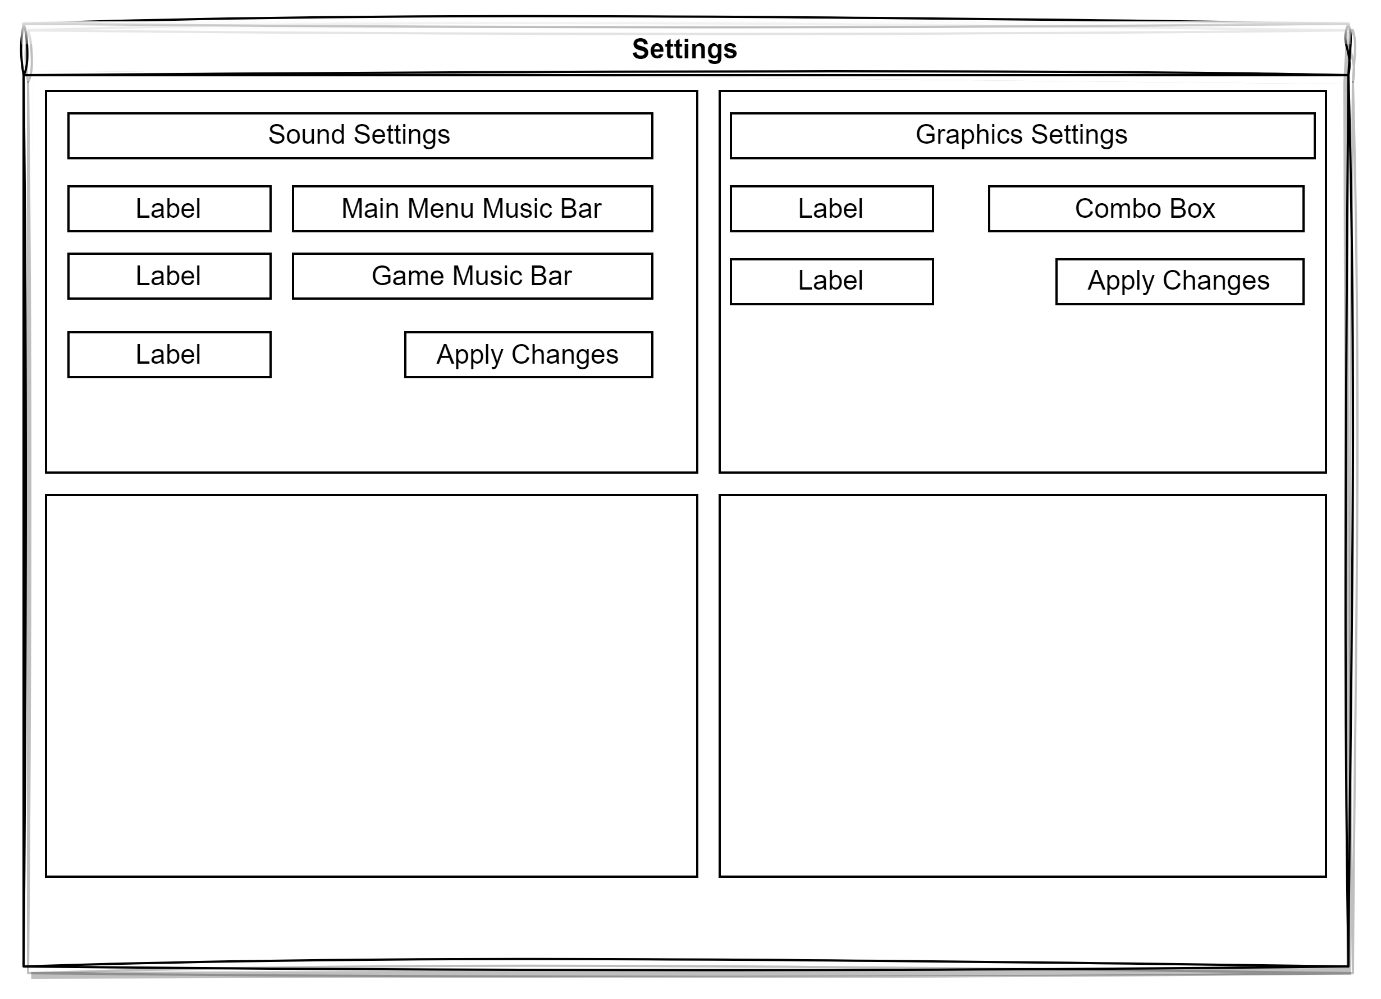 Settings
Sound Settings
Label
Main Menu Music Bar
Label
Game Music Bar
Label
Apply Changes
Graphics Settings
Label
Combo Box
Label
Apply Changes